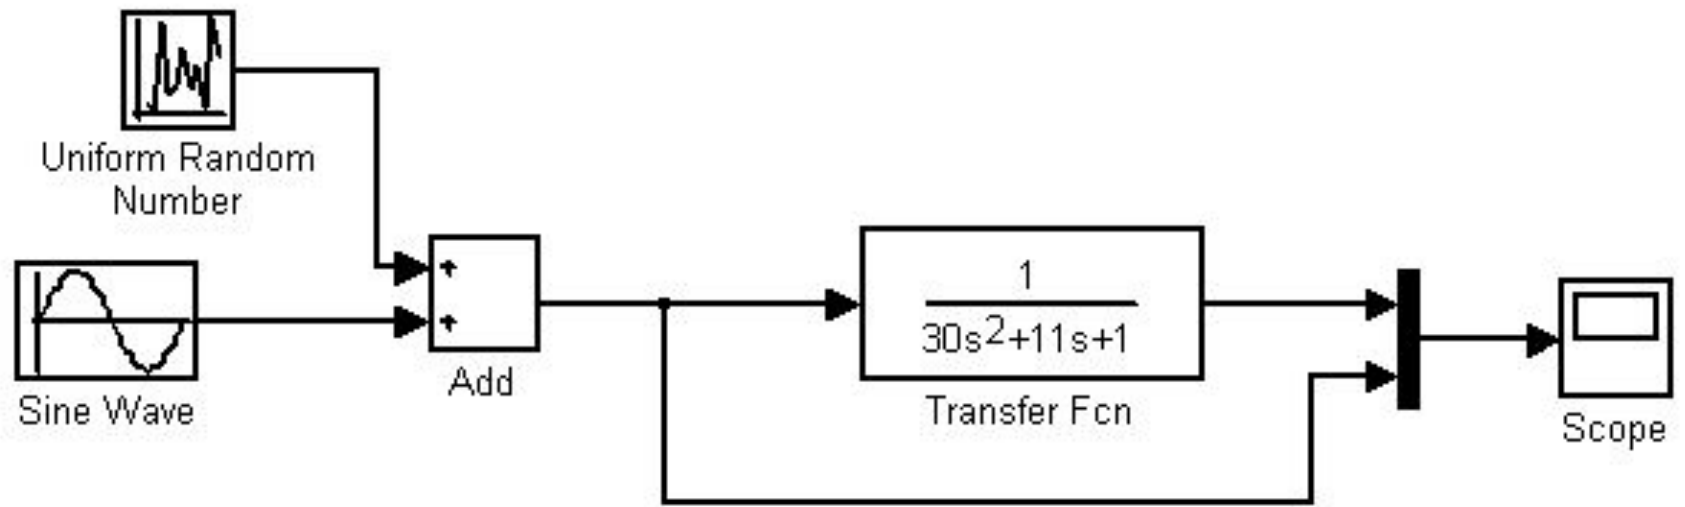 Uniform Random
Number
+
+
Sine Wave
Add
1
30s2+11s+1
Transfer Fcn
Scope